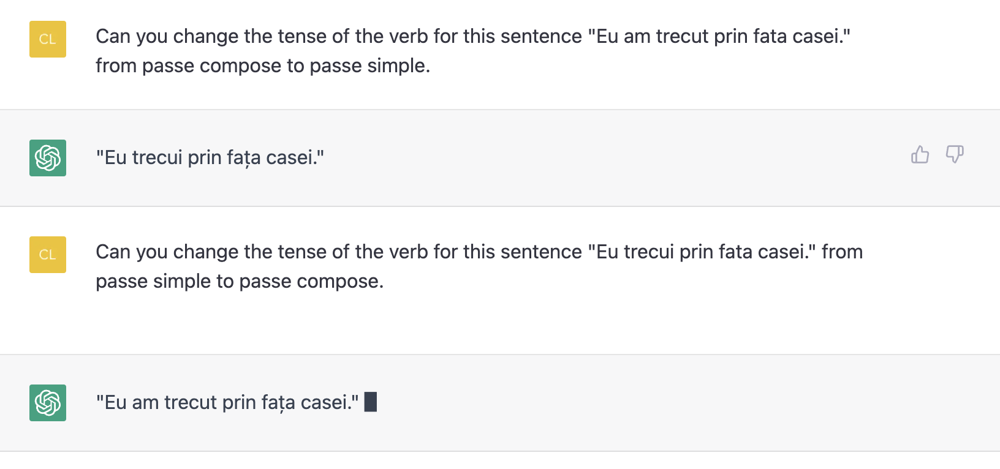 CL
Can you change the tense of the verb for this sentence "Eu am trecut prin fata casei."
from passe compose to passe simple.
"Eu trecui prin fața casei."
CL
Can you change the tense of the verb for this sentence "Eu trecui prin fata casei." from
passe simple to passe compose.
"Eu am trecut prin fața casei."